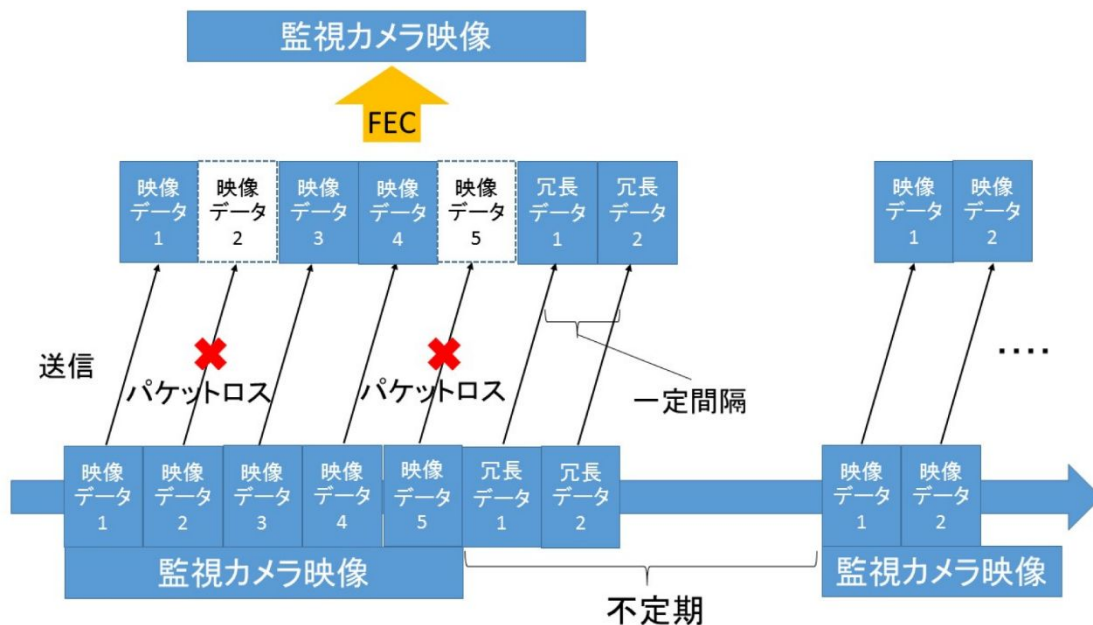 監視カメラ映像
FEC
映像
データ
1
映像
データ
2
映像
データ
3
映像
データ
4
映像
データ
5
冗長
データ
1
冗長
データ
2
映像
データ
1
映像
データ
2
送信
パケットロス
パケットロス
一定間隔
....
映像
データ
1
映像
データ
2
映像
データ
3
映像
データ
4
映像
データ
5
冗長
データ
1
冗長
データ
2
映像
データ
1
映像
データ
2
監視カメラ映像
監視カメラ映像
不定期